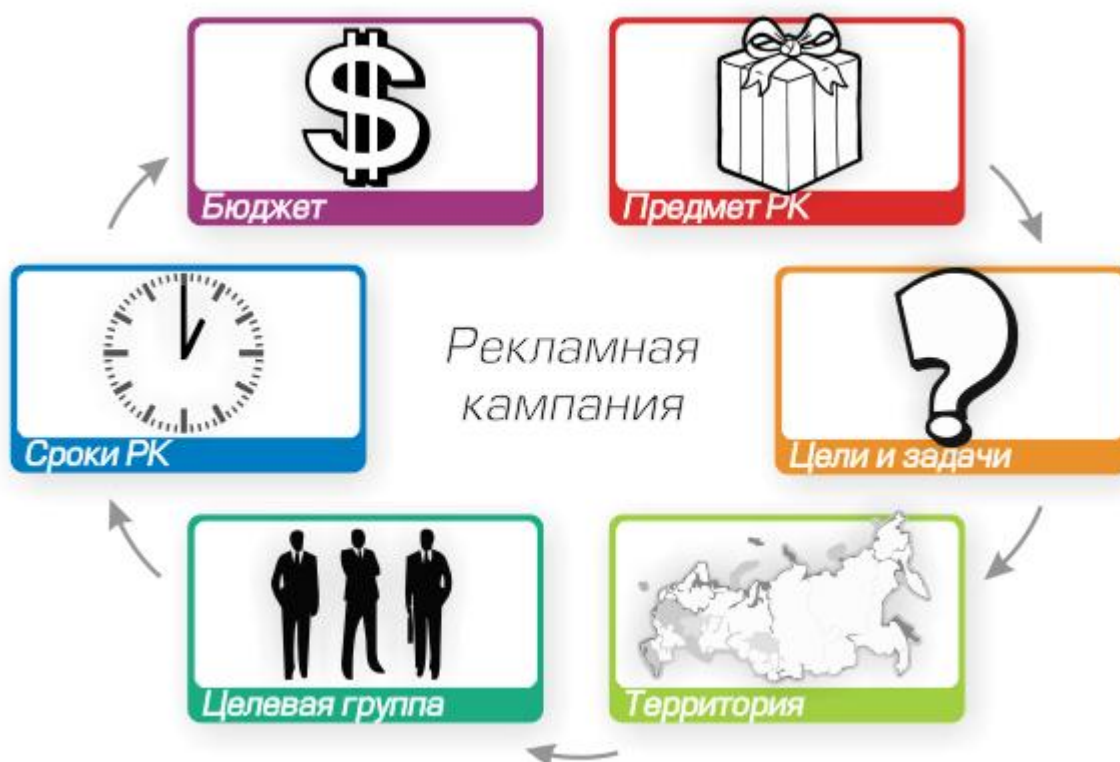 Бюджет
Предмет РК
Сроки РК
Рекламная
кампания
Цели и задачи
Целевая группа
Территория